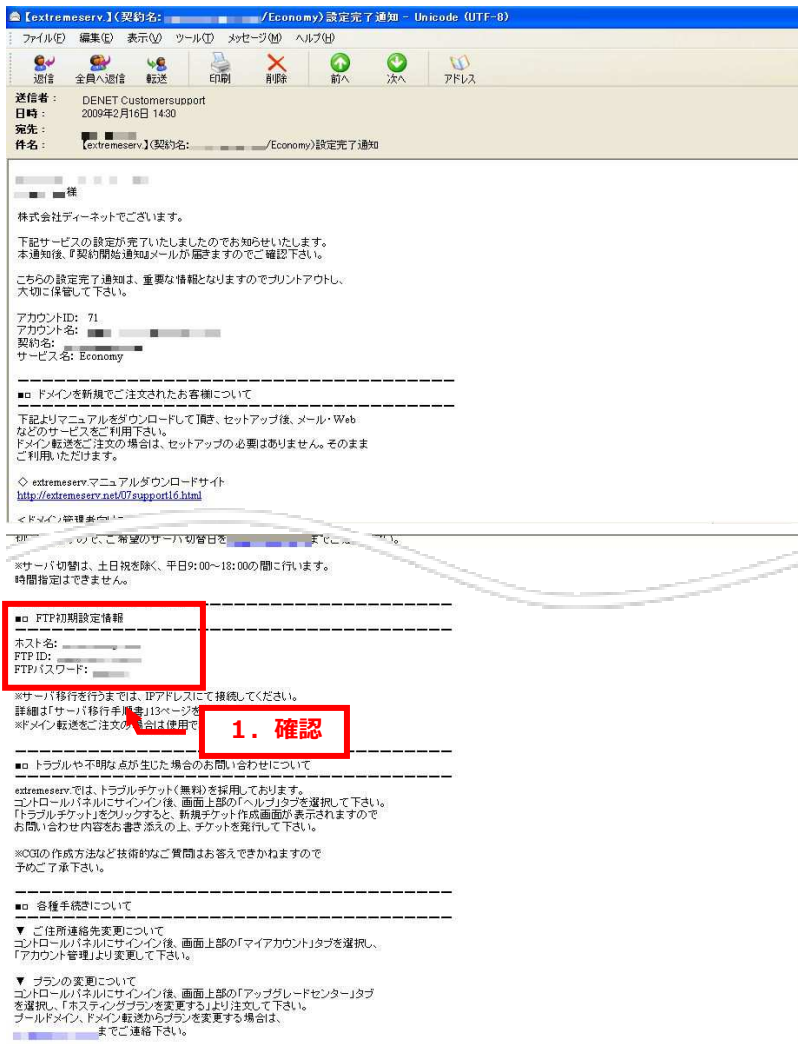 【extremeserv.】(契約名: /Economy)設定完了通知 - Unicode (UTF-8)
ファイル(F) 編集(E) 表示(V) ツール(T) メッセージ(M) ヘルプ(H)
返信 全員へ返信 転送 印刷 削除 前へ 次へ アドレス
送信者： DENET Customersupport
日時： 2009年2月16日 14:30
宛先：
件名： 【extremeserv.】(契約名: /Economy)設定完了通知
様
株式会社ディーネットでございます。
下記サービスの設定が完了いたしましたのでお知らせいたします。
本通知後、『契約開始通知』メールが届きますのでご確認下さい。
こちらの設定完了通知は、重要な情報となりますのでプリントアウトし、
大切に保管して下さい。
アカウントID: 71
アカウント名:
契約名:
サービス名: Economy
■□ ドメインを新規でご注文されたお客様について
下記よりマニュアルをダウンロードして頂き、セットアップ後、メール・Web
などのサービスをご利用下さい。
ドメイン転送をご注文の場合は、セットアップの必要はありません。そのまま
ご利用いただけます。
◇ extremeserv.マニュアルダウンロードサイト
http://extremeserv.net/07support16.html
<ドメイン管理者向け
ので、ご希望のサーバ切替日を までご
※サーバ切替は、土日祝を除く、平日9:00～18:00の間に行います。
時間指定はできません。
■□ FTP初期設定情報
ホスト名:
FTP ID:
FTPパスワード:
※サーバ移行を行うまでは、IPアドレスにて接続してください。
詳細は「サーバ移行手順書」13ページを
※ドメイン転送をご注文の場合は使用で
1. 確認
■□ トラブルや不明な点が生じた場合のお問い合わせについて
extremeserv.では、トラブルチケット(無料)を採用しております。
コントロールパネルにサインイン後、画面上部の「ヘルプ」タブを選択して下さい。
「トラブルチケット」をクリックすると、新規チケット作成画面が表示されますので
お問い合わせ内容をお書き添えの上、チケットを発行して下さい。
※CGIの作成方法など技術的なご質問はお答えできかねますので
予めご了承下さい。
■□ 各種手続きについて
▼ ご住所連絡先変更について
コントロールパネルにサインイン後、画面上部の「マイアカウント」タブを選択し、
「アカウント管理」より変更して下さい。
▼ プランの変更について
コントロールパネルにサインイン後、画面上部の「アップグレードセンター」タブ
を選択し、「ホスティングプランを変更する」より注文して下さい。
プールドメイン、ドメイン転送からプランを変更する場合は、
までご連絡下さい。